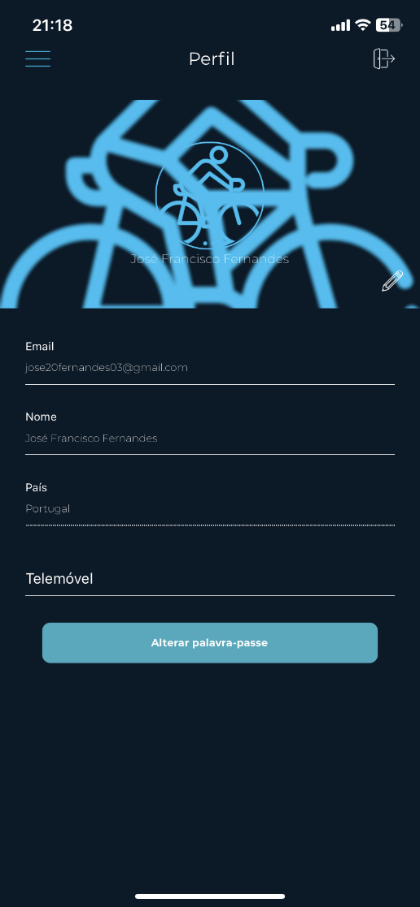 21:18
54
Perfil
José Francisco Fernandes
Email
jose20fernandes03@gmail.com
Nome
José Francisco Fernandes
País
Portugal
Telemóvel
Alterar palavra-passe